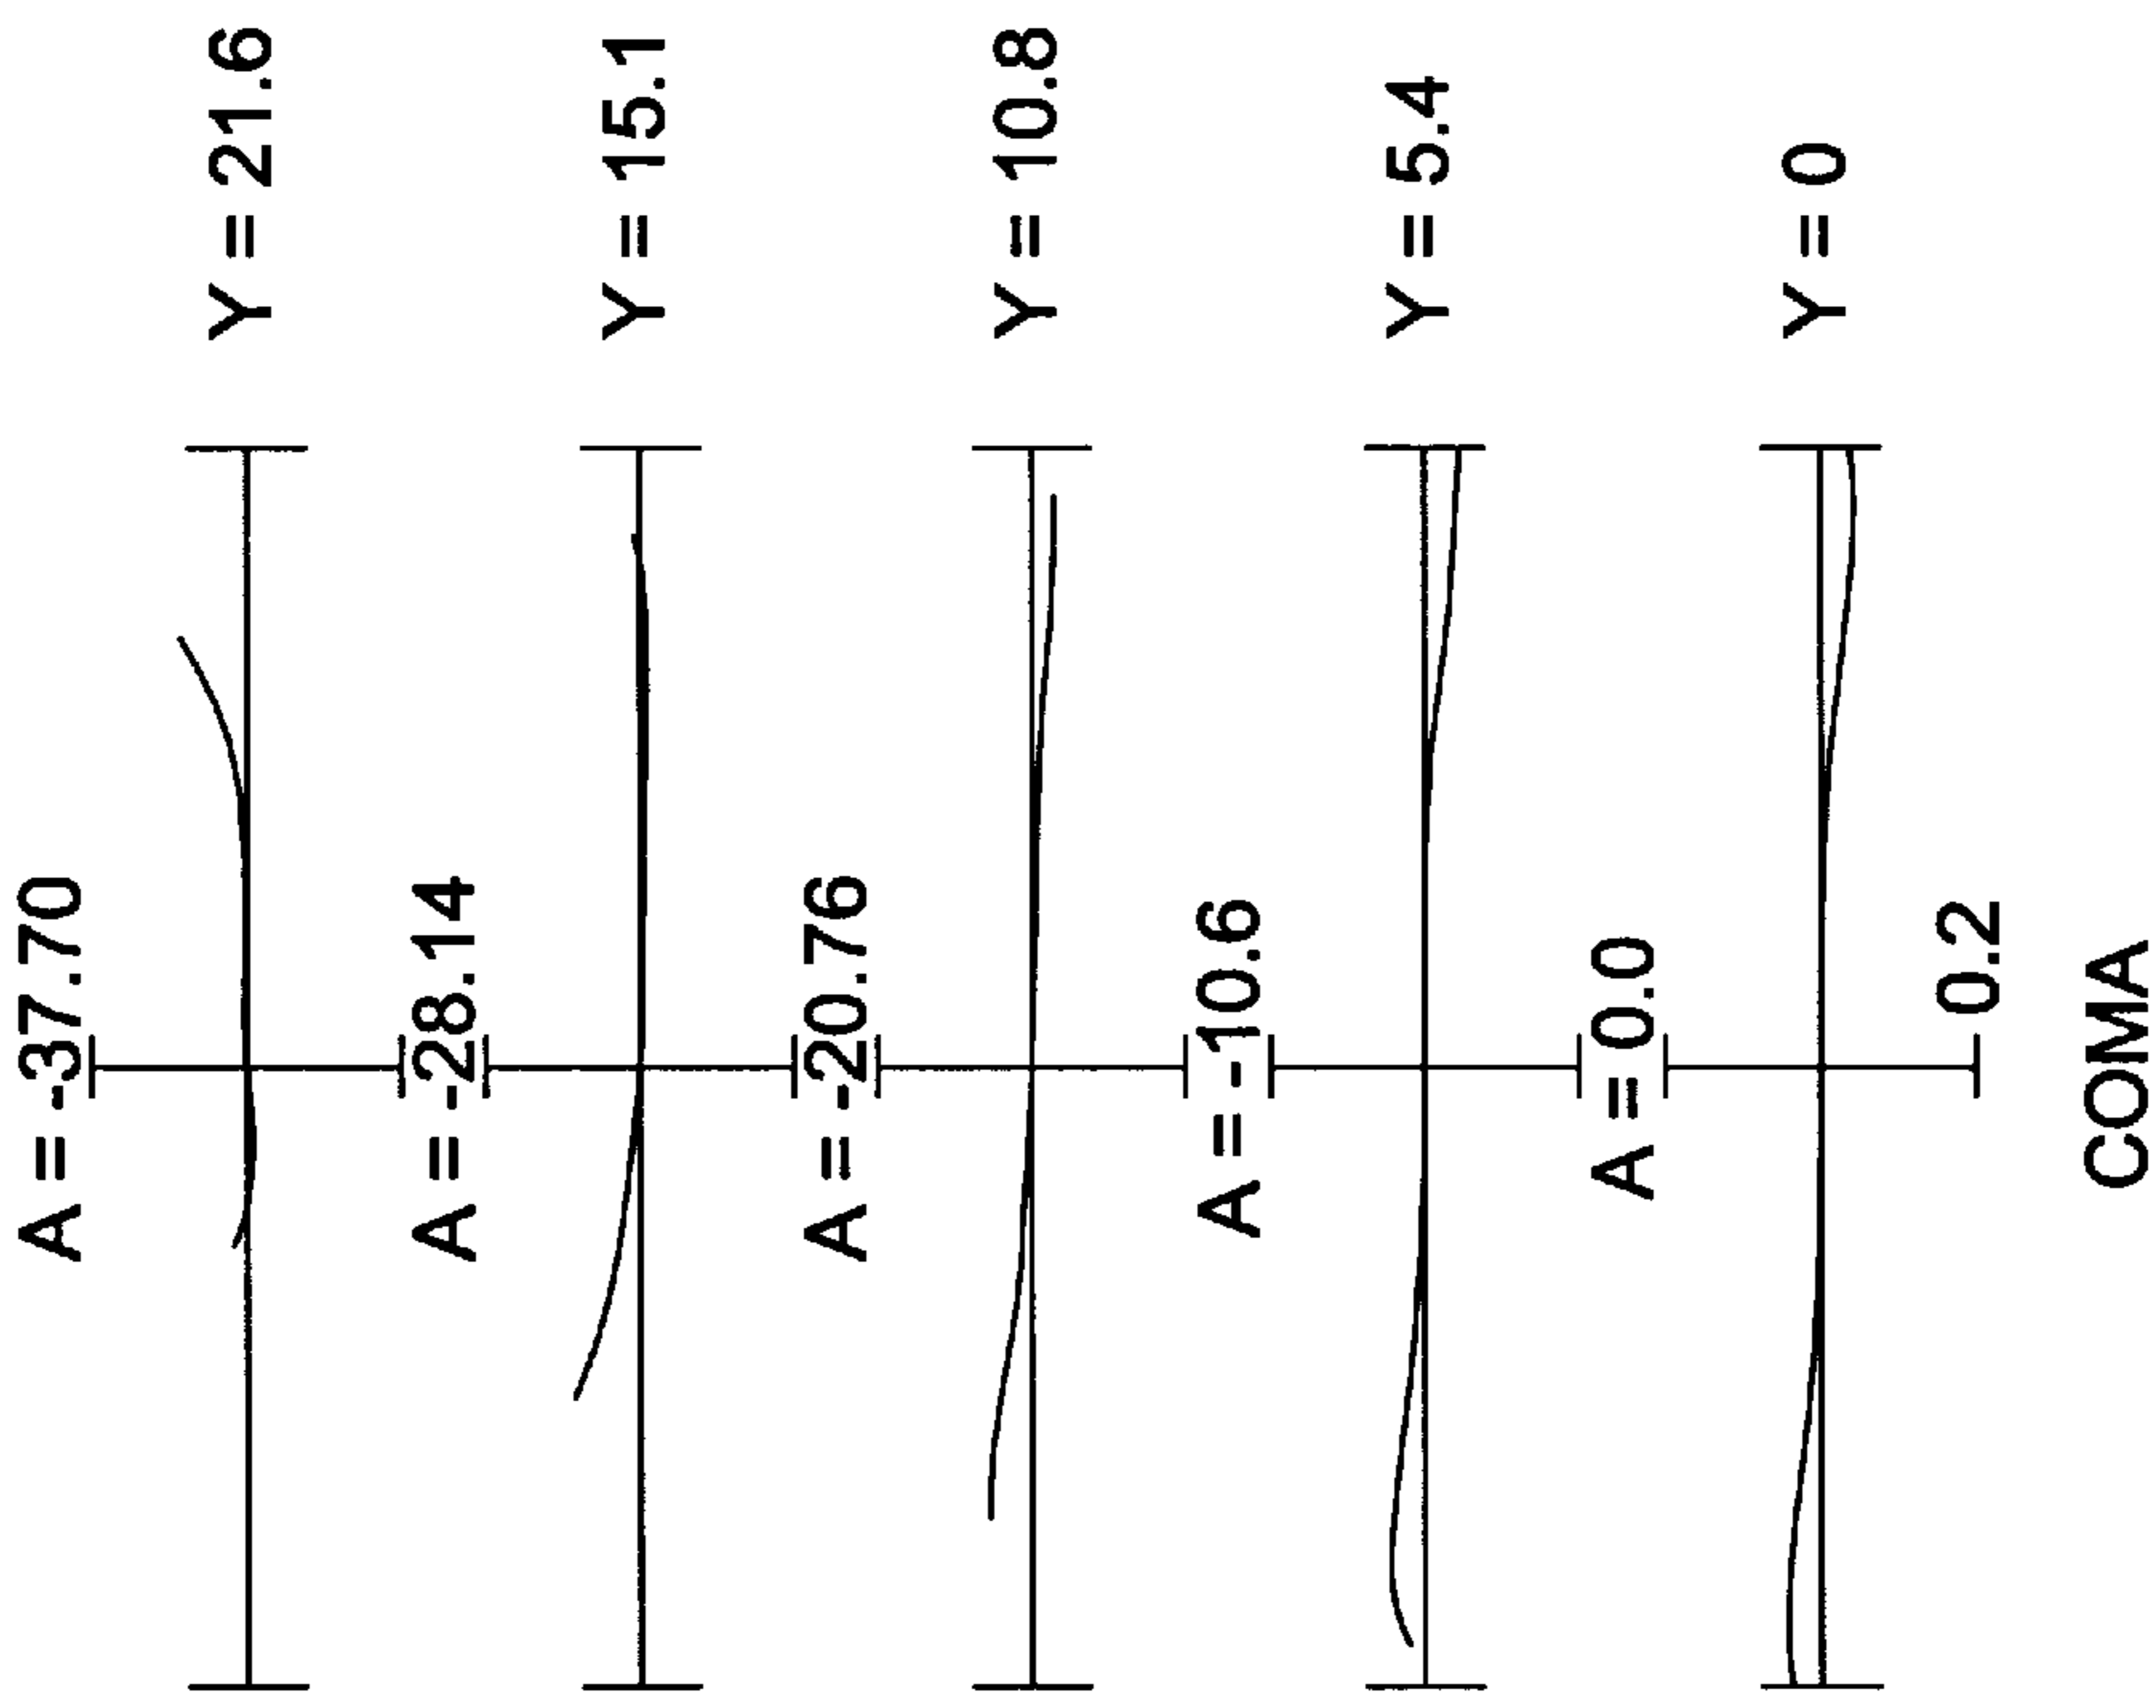 A = -37.70
Y = 21.6
A = -28.14
Y = 15.1
A = -20.76
Y = 10.8
A = -10.6
Y = 5.4
A = 0.0
Y = 0
0.2
COMA